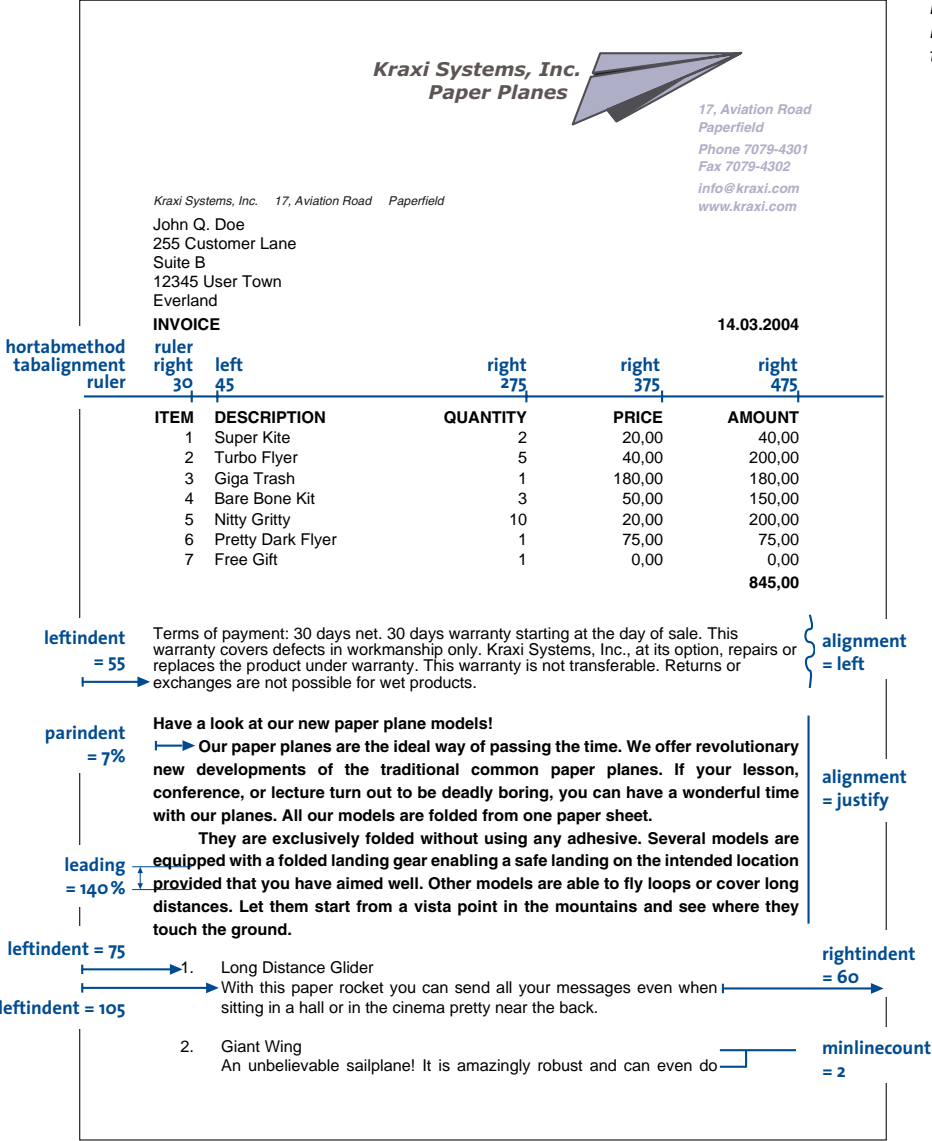 Kraxi Systems, Inc.
Paper Planes
17, Aviation Road
Paperfield
Phone 7079-4301
Fax 7079-4302
info@kraxi.com
www.kraxi.com
Kraxi Systems, Inc. 17, Aviation Road Paperfield
John Q. Doe
255 Customer Lane
Suite B
12345 User Town
Everland
INVOICE 14.03.2004
hortabmethod ruler
tabalignment right left right right right
ruler 30 45 275 375 475
ITEM DESCRIPTION QUANTITY PRICE AMOUNT
1 Super Kite 2 20,00 40,00
2 Turbo Flyer 5 40,00 200,00
3 Giga Trash 1 180,00 180,00
4 Bare Bone Kit 3 50,00 150,00
5 Nitty Gritty 10 20,00 200,00
6 Pretty Dark Flyer 1 75,00 75,00
7 Free Gift 1 0,00 0,00
845,00
leftindent
= 55
Terms of payment: 30 days net. 30 days warranty starting at the day of sale. This
warranty covers defects in workmanship only. Kraxi Systems, Inc., at its option, repairs or
replaces the product under warranty. This warranty is not transferable. Returns or
exchanges are not possible for wet products.
alignment
= left
parindent
= 7%
Have a look at our new paper plane models!
Our paper planes are the ideal way of passing the time. We offer revolutionary
new developments of the traditional common paper planes. If your lesson,
conference, or lecture turn out to be deadly boring, you can have a wonderful time
with our planes. All our models are folded from one paper sheet.
They are exclusively folded without using any adhesive. Several models are
equipped with a folded landing gear enabling a safe landing on the intended location
provided that you have aimed well. Other models are able to fly loops or cover long
distances. Let them start from a vista point in the mountains and see where they
touch the ground.
alignment
= justify
leading
= 140%
leftindent = 75
leftindent = 105
1. Long Distance Glider
With this paper rocket you can send all your messages even when
sitting in a hall or in the cinema pretty near the back.
rightindent
= 60
2. Giant Wing
An unbelievable sailplane! It is amazingly robust and can even do
minlinecount
= 2